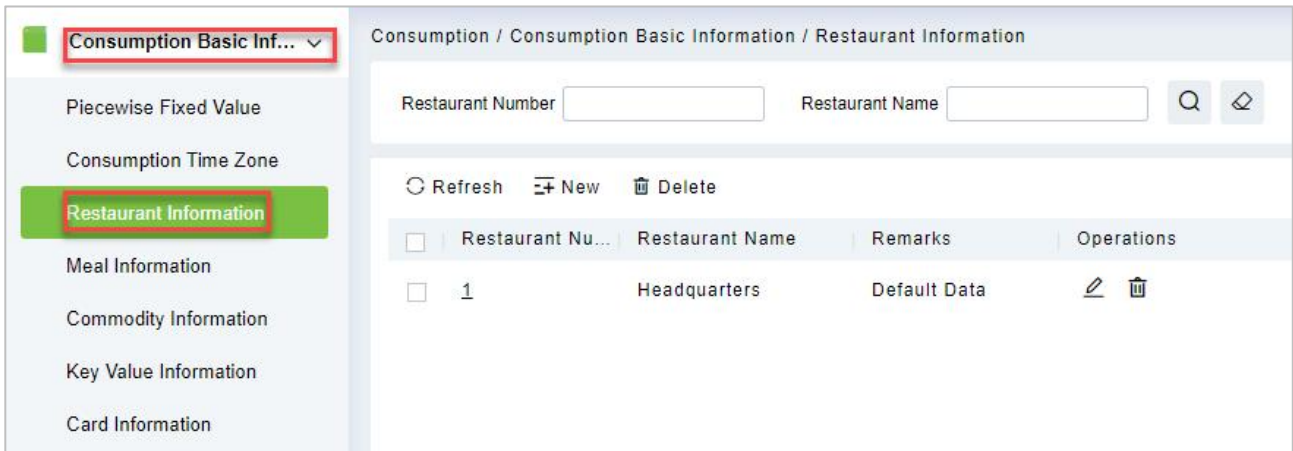 Consumption Basic Inf...
Piecewise Fixed Value
Consumption Time Zone
Restaurant Information
Meal Information
Commodity Information
Key Value Information
Card Information
Consumption / Consumption Basic Information / Restaurant Information
Restaurant Number Restaurant Name
Refresh New Delete
Restaurant Nu... Restaurant Name Remarks Operations
1 Headquarters Default Data